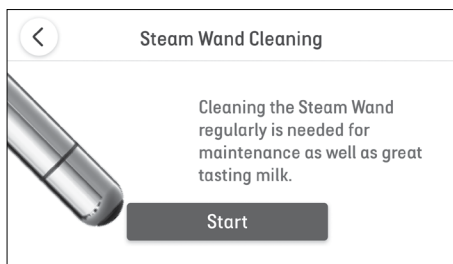 Steam Wand Cleaning
Cleaning the Steam Wand
regularly is needed for
maintenance as well as great
tasting milk.
Start